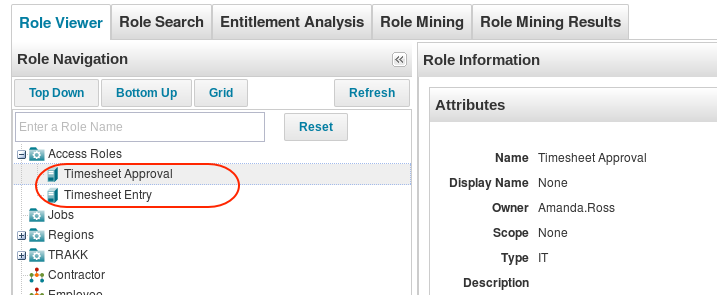 Role Viewer Role Search Entitlement Analysis Role Mining Role Mining Results
Role Navigation
Top Down Bottom Up Grid Refresh
Enter a Role Name Reset
Access Roles
Timesheet Approval
Timesheet Entry
Jobs
Regions
TRAKK
Contractor
Employee
Role Information
Attributes
Name Timesheet Approval
Display Name None
Owner Amanda.Ross
Scope None
Type IT
Description